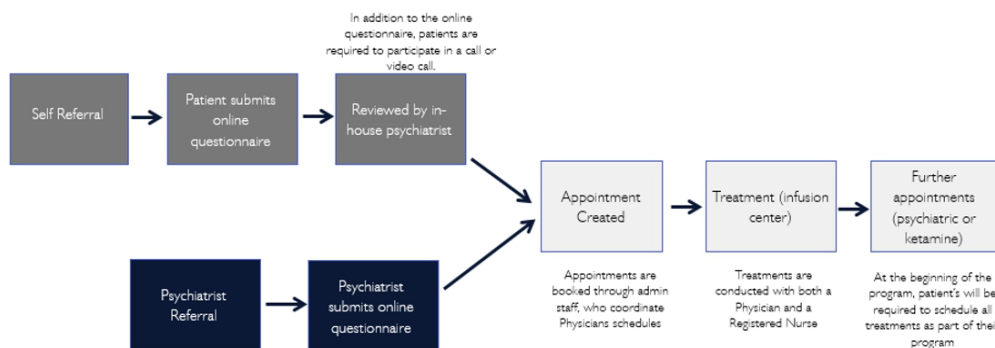 In addition to the online
questionnaire, patients are
required to participate in a call or
video call.
Self Referral
Patient submits
online
questionnaire
Reviewed by in-
house psychiatrist
Appointment
Created
Treatment (infusion
center)
Further
appointments
(psychiatric or
ketamine)
Psychiatrist
Referral
Psychiatrist
submits online
questionnaire
Appointments are
booked through admin
staff, who coordinate
Physicians schedules
Treatments are
conducted with both a
Physician and a
Registered Nurse
At the beginning of the
program, patient's will be
required to schedule all
treatments as part of their
program